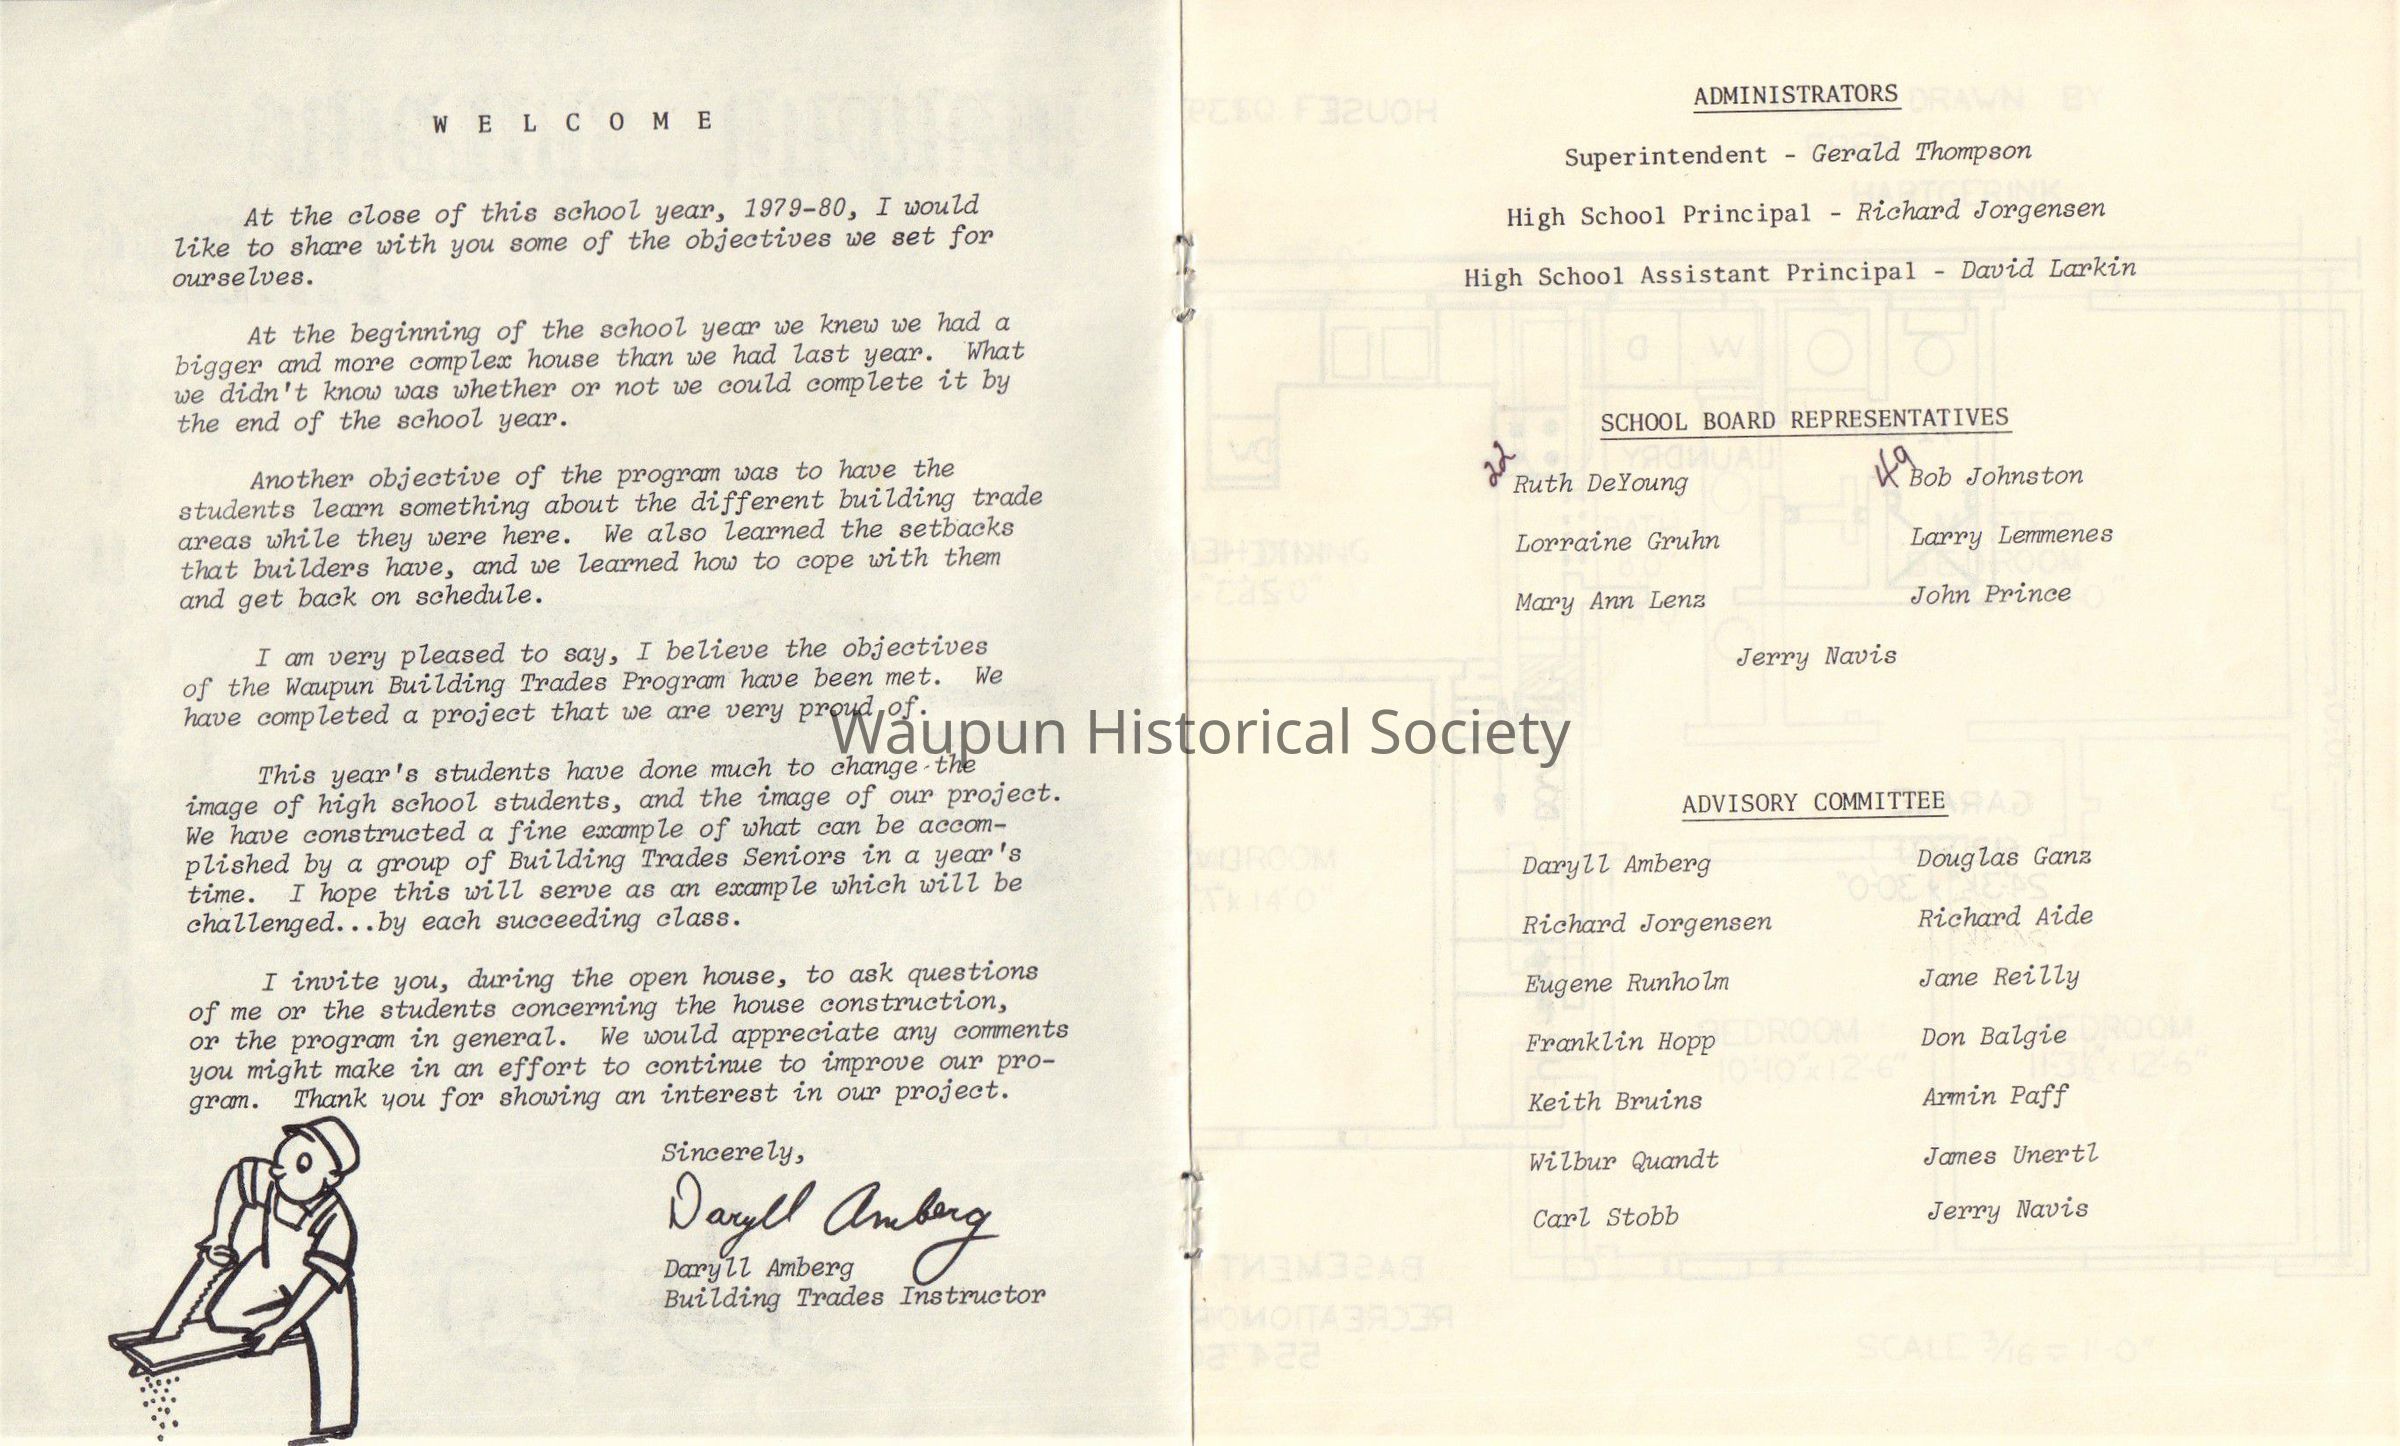 W E L C O M E
At the close of this school year, 1979-80, I would
like to share with you some of the objectives we set for
ourselves.
At the beginning of the school year we knew we had a
bigger and more complex house than we had last year. What
we didn't know was whether or not we could complete it by
the end of the school year.
Another objective of the program was to have the
students learn something about the different building trade
areas while they were here. We also learned the setbacks
that builders have, and we learned how to cope with them
and get back on schedule.
I am very pleased to say, I believe the objectives
of the Waupun Building Trades Program have been met. We
have completed a project that we are very proud of.
This year's students have done much to change the
image of high school students, and the image of our project.
We have constructed a fine example of what can be accom-
plished by a group of Building Trades Seniors in a year's
time. I hope this will serve as an example which will be
challenged...by each succeeding class.
I invite you, during the open house, to ask questions
of me or the students concerning the house construction,
or the program in general. We would appreciate any comments
you might make in an effort to continue to improve our pro-
gram. Thank you for showing an interest in our project.
Sincerely,
Daryll Amberg
Daryll Amberg
Building Trades Instructor
Waupun Historical Society
ADMINISTRATORS
Superintendent - Gerald Thompson
High School Principal - Richard Jorgensen
High School Assistant Principal - David Larkin
SCHOOL BOARD REPRESENTATIVES
22 Ruth DeYoung 49 Bob Johnston
Lorraine Gruhn Larry Lemmenes
Mary Ann Lenz John Prince
Jerry Navis
ADVISORY COMMITTEE
Daryll Amberg Douglas Ganz
Richard Jorgensen Richard Aide
Eugene Runholm Jane Reilly
Franklin Hopp Don Balgie
Keith Bruins Armin Paff
Wilbur Quandt James Unertl
Carl Stobb Jerry Navis